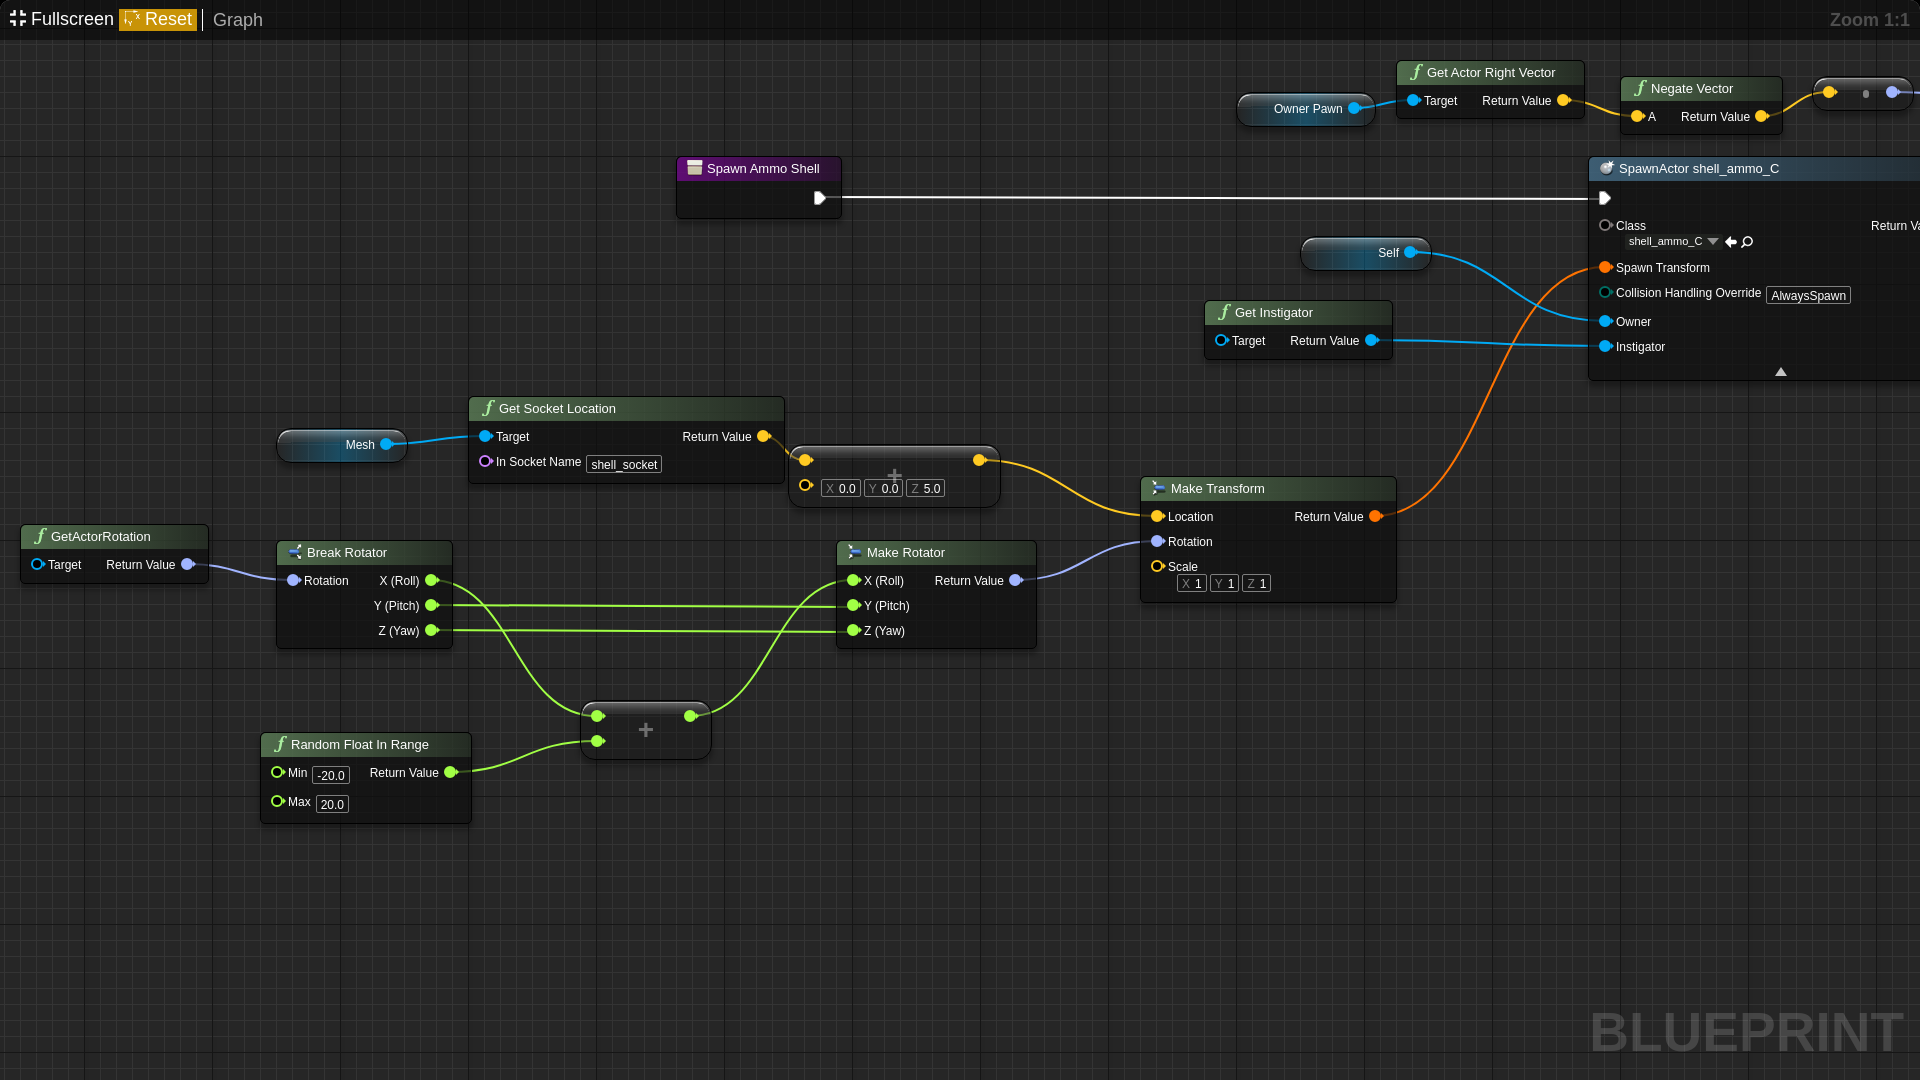 Fullscreen Reset Graph Zoom 1:1
Get Actor Right Vector
Target Return Value
Owner Pawn
Negate Vector
A Return Value
Spawn Ammo Shell
SpawnActor shell_ammo_C
Class Return Va
shell_ammo_C
Spawn Transform
Collision Handling Override AlwaysSpawn
Owner
Instigator
Self
Get Instigator
Target Return Value
Get Socket Location
Target Return Value
In Socket Name shell_socket
Mesh
+
X 0.0 Y 0.0 Z 5.0
Make Transform
Location Return Value
Rotation
Scale
X 1 Y 1 Z 1
GetActorRotation
Target Return Value
Break Rotator
Rotation X (Roll)
Y (Pitch)
Z (Yaw)
Make Rotator
X (Roll) Return Value
Y (Pitch)
Z (Yaw)
+
Random Float In Range
Min -20.0 Return Value
Max 20.0
BLUEPRINT